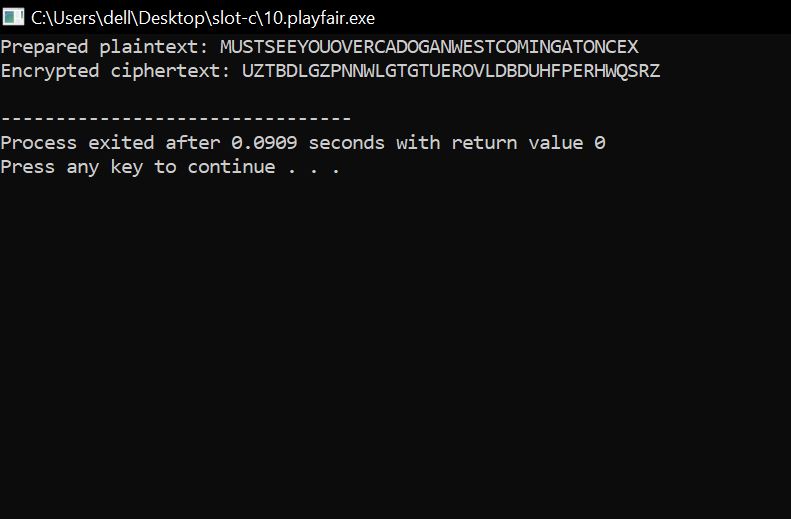 C:\Users\dell\Desktop\slot-c\10.playfair.exe
Prepared plaintext: MUSTSEEYOUOVERCADOGANWESTCOMINGATONCEX
Encrypted ciphertext: UZTBDLGZPNNWLGTGTUEROVLDBDUHFPERHWQSRZ
--------------------------------
Process exited after 0.0909 seconds with return value 0
Press any key to continue . . .